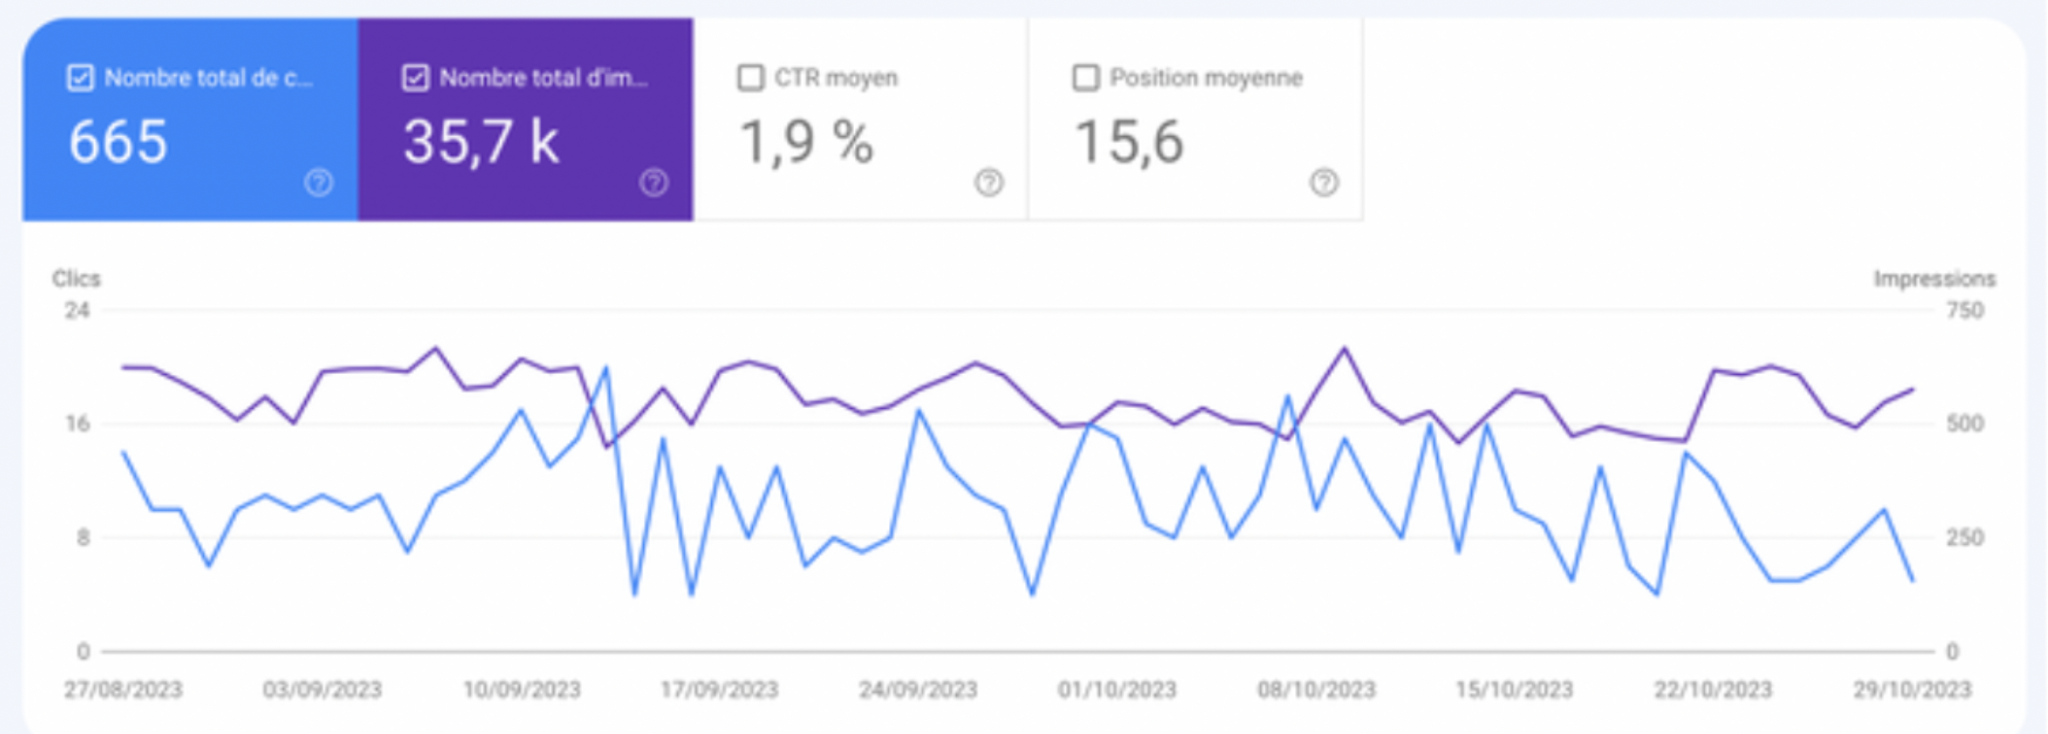 Nombre total de c... Nombre total d'im... CTR moyen Position moyenne
665 35,7 k 1,9 % 15,6
Clics Impressions
24 750
16 500
8 250
0 0
27/08/2023 03/09/2023 10/09/2023 17/09/2023 24/09/2023 01/10/2023 08/10/2023 15/10/2023 22/10/2023 29/10/2023